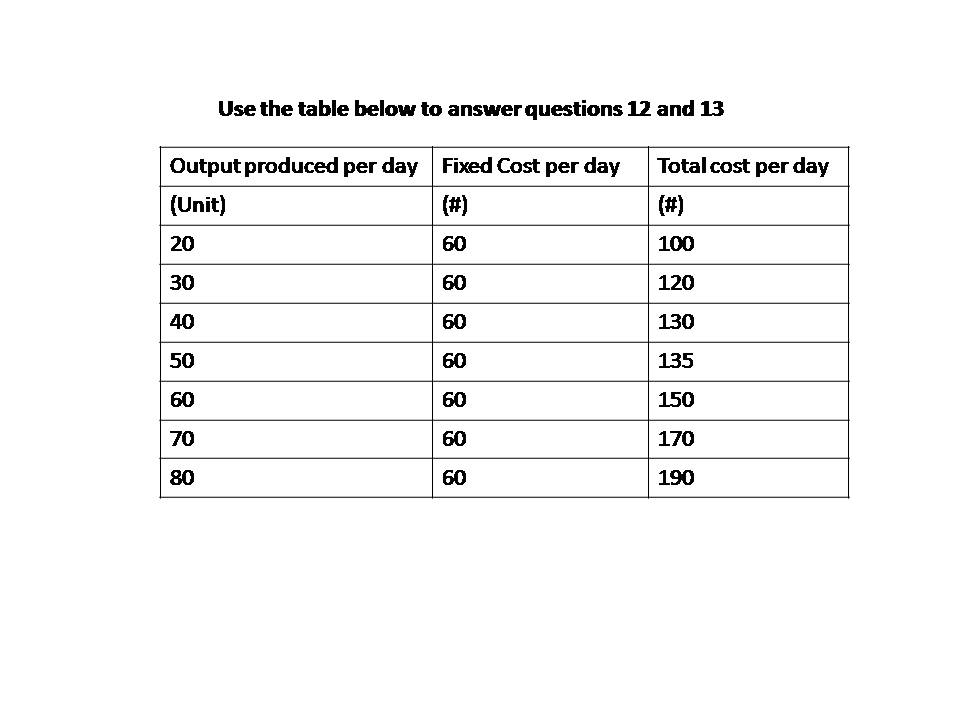 Use the table below to answer questions 12 and 13
Output produced per day Fixed Cost per day Total cost per day
(Unit) (#) (#)
20 60 100
30 60 120
40 60 130
50 60 135
60 60 150
70 60 170
80 60 190